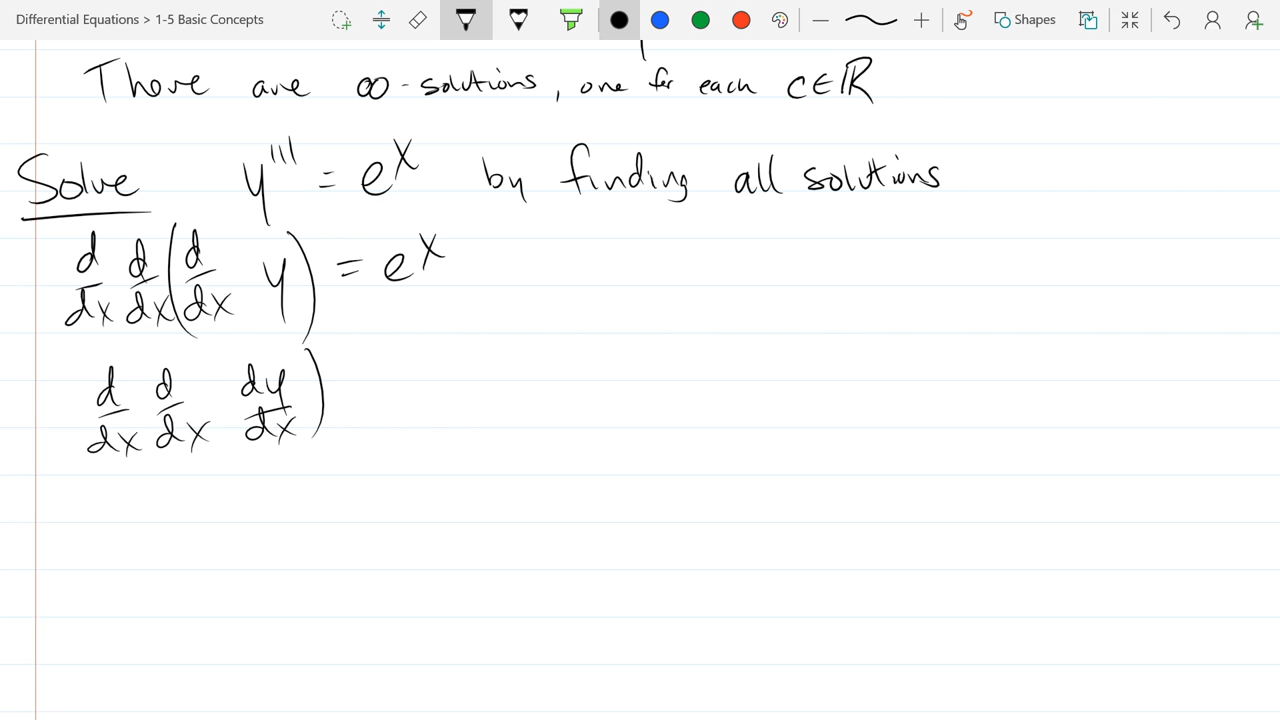 Differential Equations > 1-5 Basic Concepts
Shapes
There are ∞-solutions, one for each C∈ℝ
Solve y''' = e^x by finding all solutions
d/dx d/dx (d/dx y) = e^x
d/dx d/dx dy/dx)